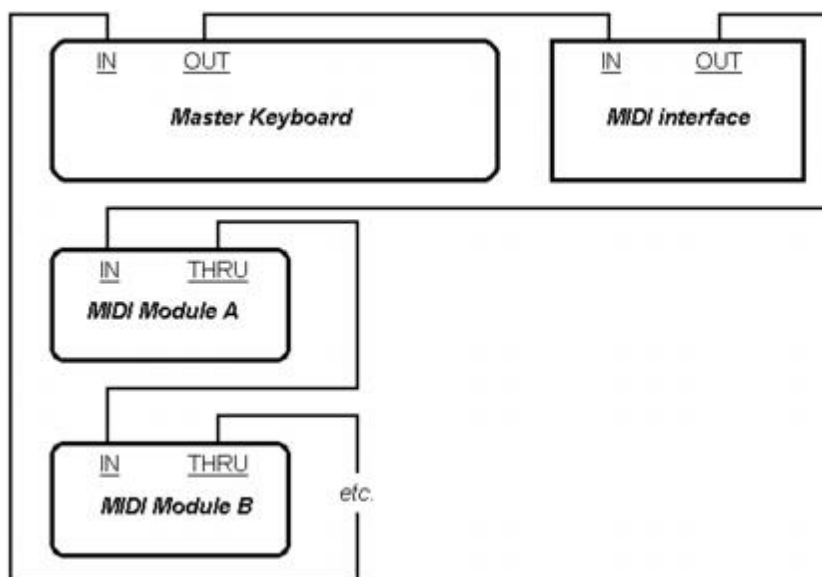 IN OUT
Master Keyboard
IN OUT
MIDI interface
IN THRU
MIDI Module A
IN THRU
MIDI Module B
etc.